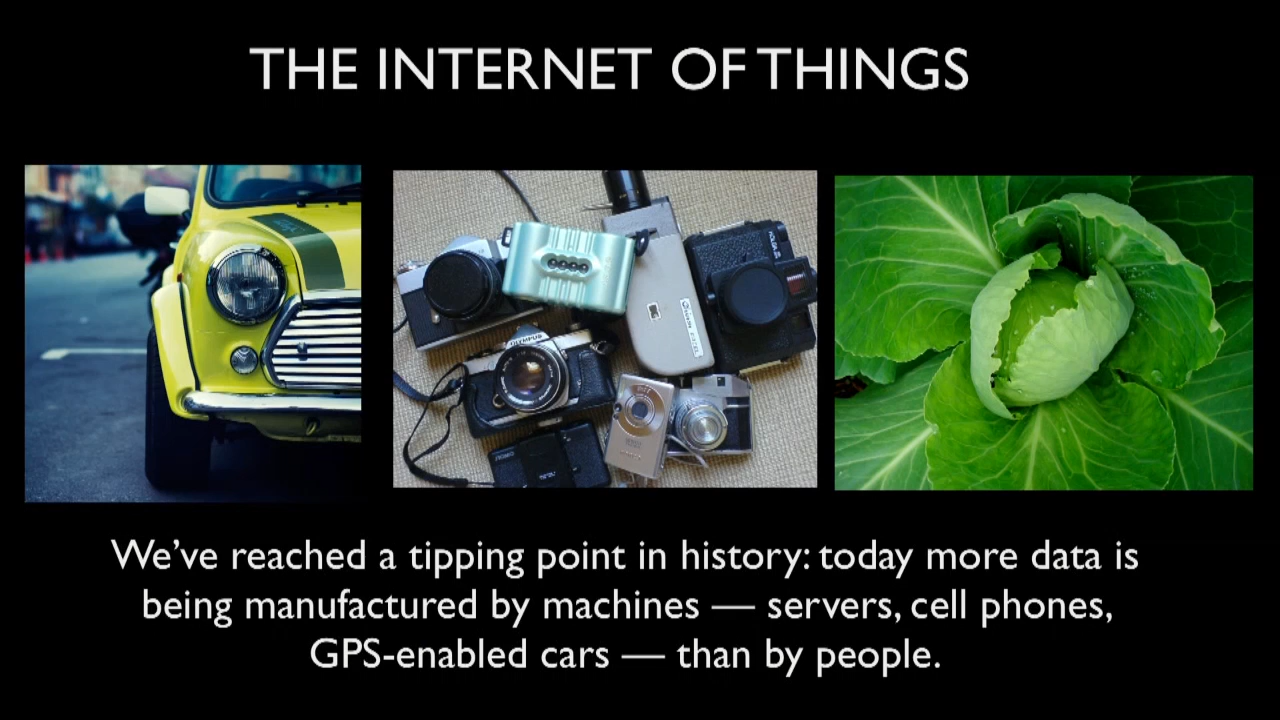 THE INTERNET OF THINGS
OLYMPUS
We’ve reached a tipping point in history: today more data is
being manufactured by machines — servers, cell phones,
GPS-enabled cars — than by people.